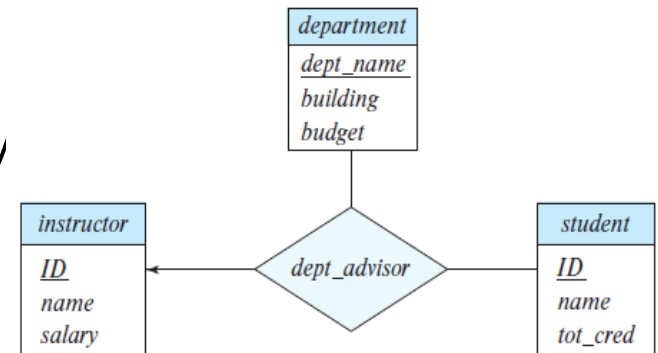 department
dept_name
building
budget
instructor
ID
name
salary
dept_advisor
student
ID
name
tot_cred